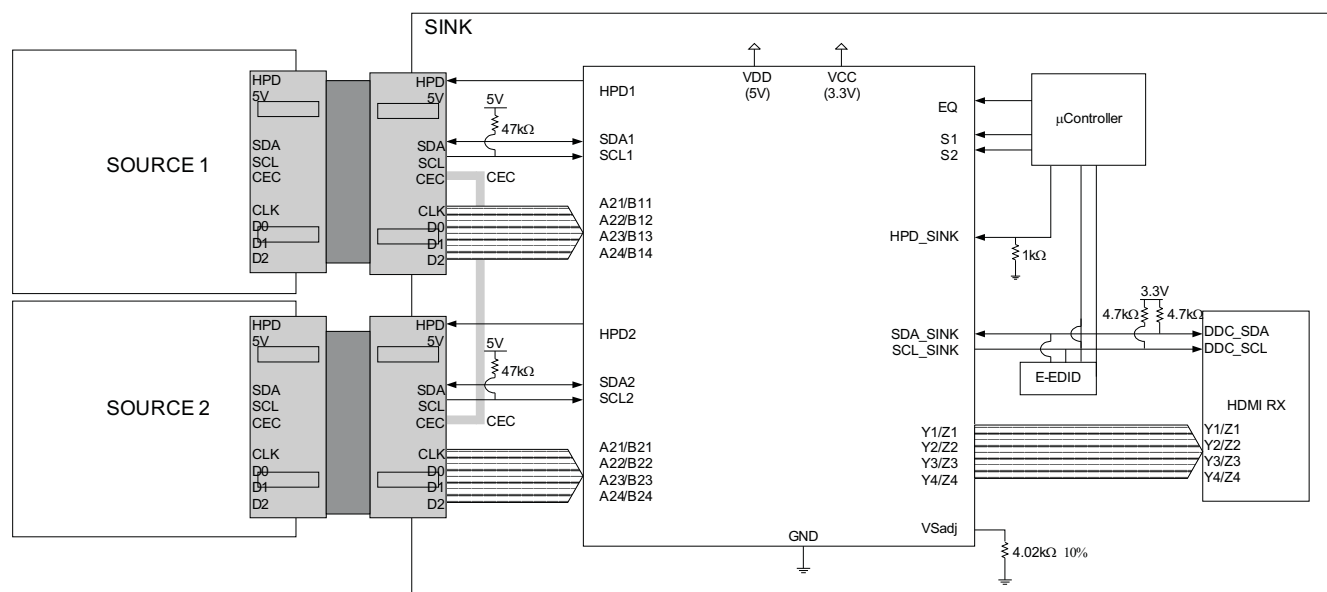 SINK
SOURCE 1
HPD
5V
SDA
SCL
CEC
CLK
D0
D1
D2
HPD
5V
SDA
SCL
CEC
CLK
D0
D1
D2
5V
47kΩ
CEC
HPD1
SDA1
SCL1
A21/B11
A22/B12
A23/B13
A24/B14
VDD
(5V)
VCC
(3.3V)
EQ
S1
S2
HPD_SINK
μController
1kΩ
SOURCE 2
HPD
5V
SDA
SCL
CEC
CLK
D0
D1
D2
HPD
5V
SDA
SCL
CEC
CLK
D0
D1
D2
5V
47kΩ
CEC
HPD2
SDA2
SCL2
A21/B21
A22/B22
A23/B23
A24/B24
SDA_SINK
SCL_SINK
3.3V
4.7kΩ
4.7kΩ
E-EDID
DDC_SDA
DDC_SCL
HDMI RX
Y1/Z1
Y2/Z2
Y3/Z3
Y4/Z4
Y1/Z1
Y2/Z2
Y3/Z3
Y4/Z4
VSadj
GND
4.02kΩ 10%